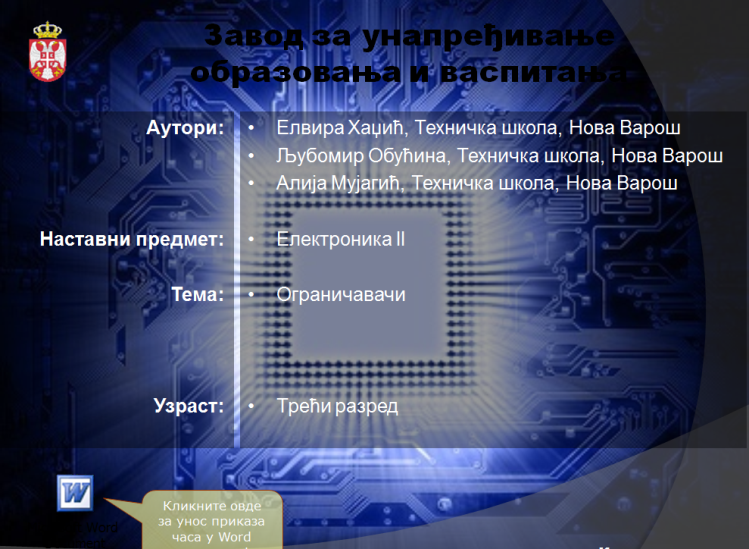 Завод за унапређивање
образовања и васпитања
Аутори:
• Елвира Хаџић, Техничка школа, Нова Варош
• Љубомир Обућина, Техничка школа, Нова Варош
• Алија Мујагић, Техничка школа, Нова Варош
Наставни предмет: • Електроника II
Тема: • Ограничавачи
Узраст: • Трећи разред
W
Word
Кликните овде
за унос приказа
часа у Word